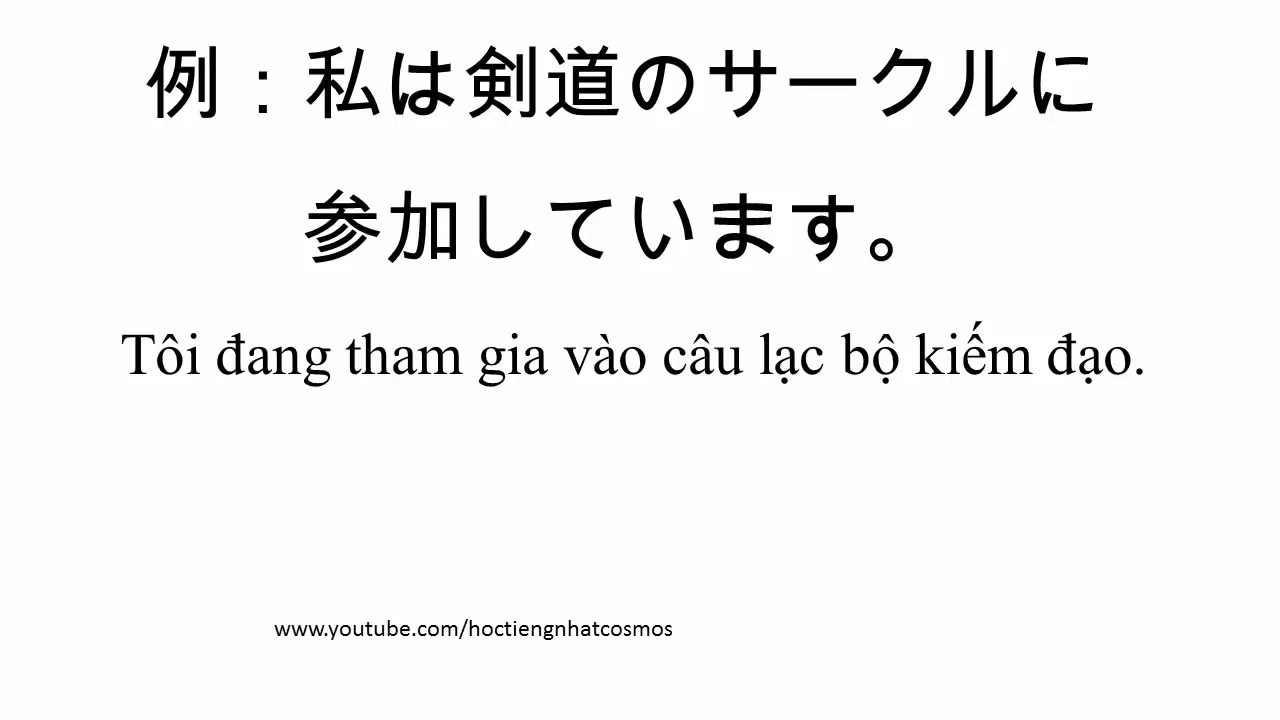 例：私は剣道のサークルに
参加しています。
Tôi đang tham gia vào câu lạc bộ kiếm đạo.
www.youtube.com/hoctiengnhatcosmos